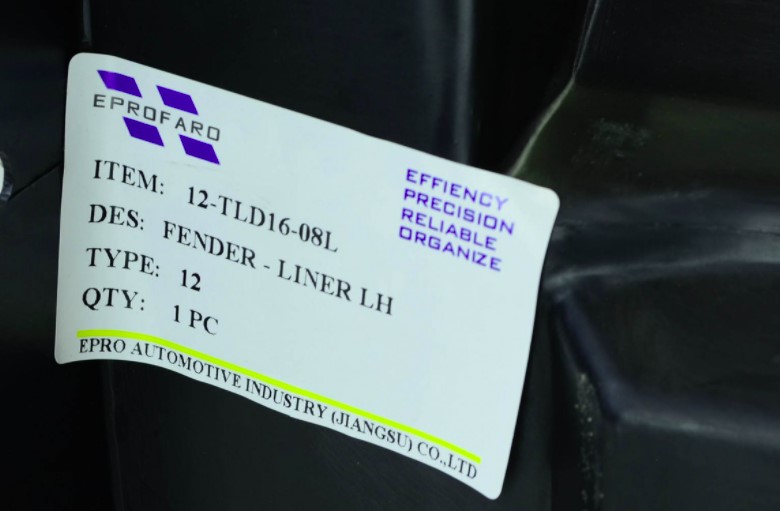 EPROFARO
EFFIENCY
PRECISION
RELIABLE
ORGANIZE
ITEM: 12-TLD16-08L
DES: FENDER - LINER LH
TYPE: 12
QTY: 1 PC
EPRO AUTOMOTIVE INDUSTRY (JIANGSU) CO.,LTD